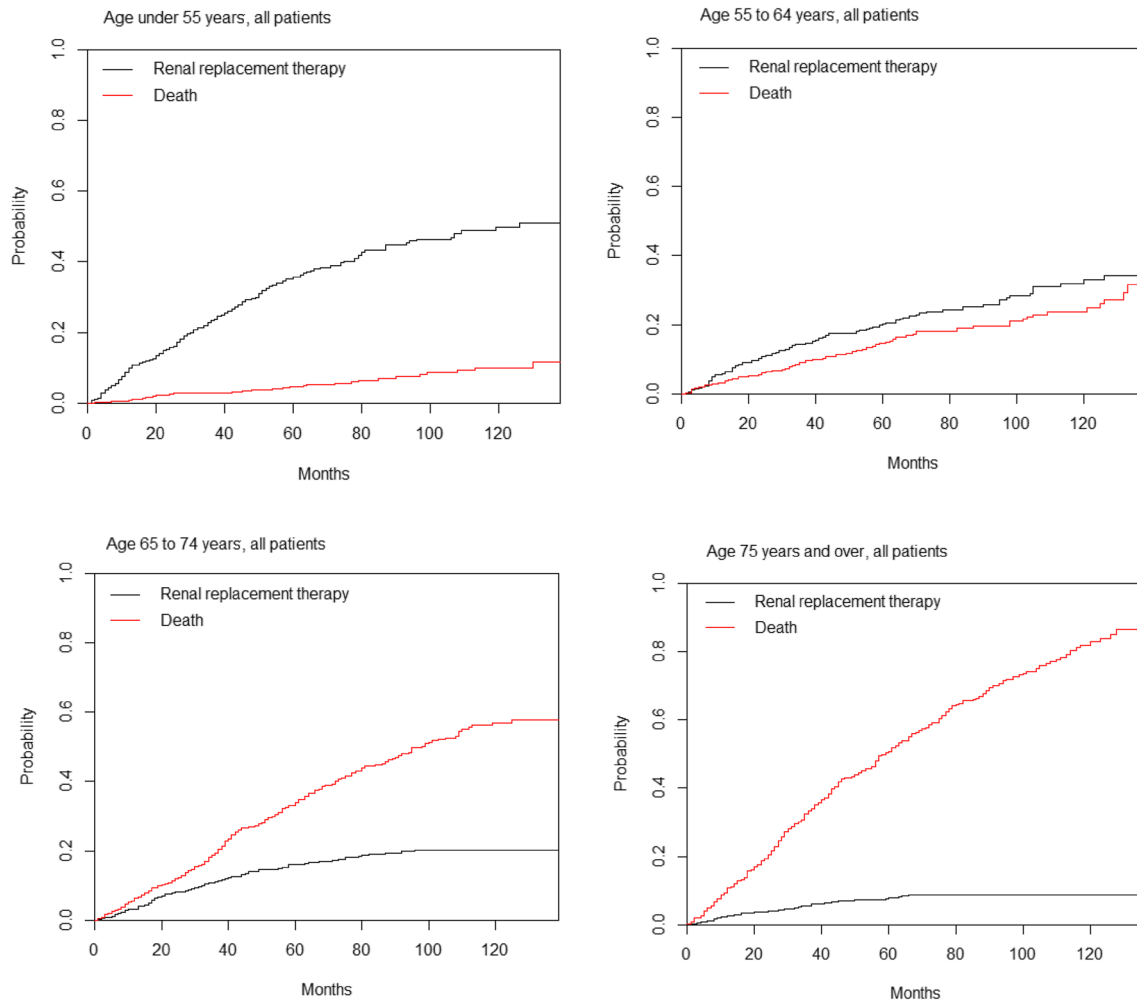 Age under 55 years, all patients
Renal replacement therapy
Death
Probability
0.0 0.2 0.4 0.6 0.8 1.0
0 20 40 60 80 100 120
Months
Age 55 to 64 years, all patients
Renal replacement therapy
Death
Probability
0.0 0.2 0.4 0.6 0.8 1.0
0 20 40 60 80 100 120
Months
Age 65 to 74 years, all patients
Renal replacement therapy
Death
Probability
0.0 0.2 0.4 0.6 0.8 1.0
0 20 40 60 80 100 120
Months
Age 75 years and over, all patients
Renal replacement therapy
Death
Probability
0.0 0.2 0.4 0.6 0.8 1.0
0 20 40 60 80 100 120
Months